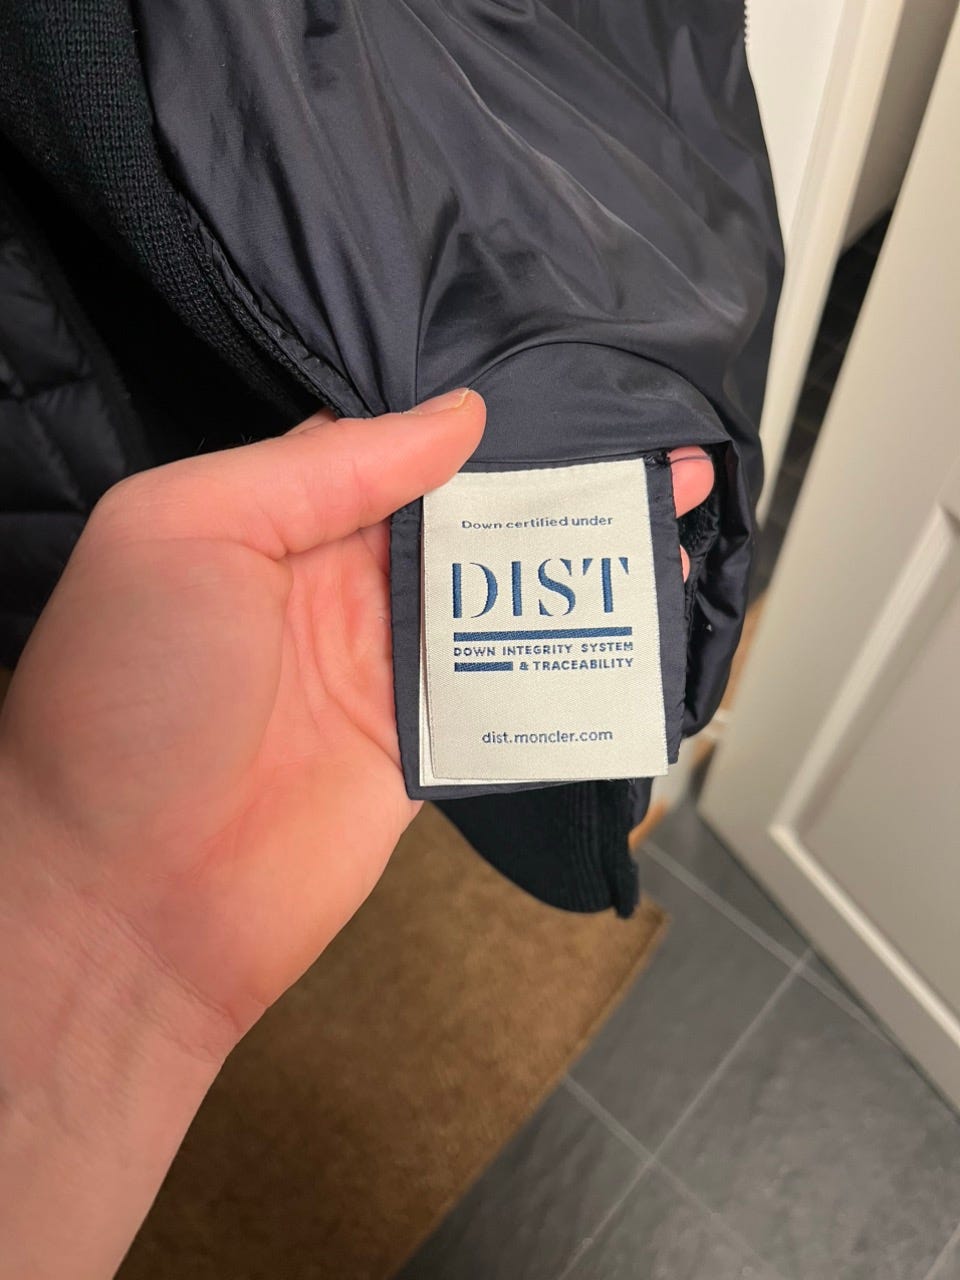 Down certified under
DIST
DOWN INTEGRITY SYSTEM
& TRACEABILITY
dist.moncler.com